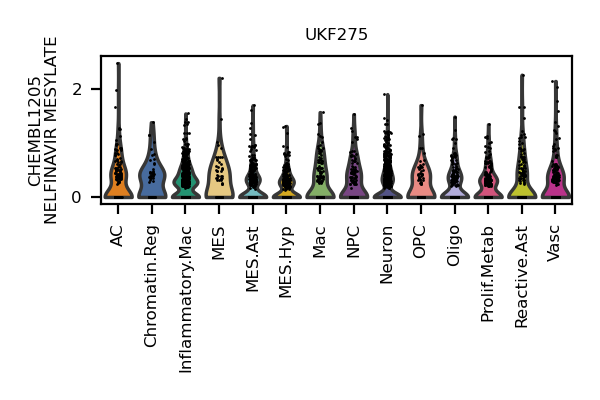 UKF275
CHEMBL1205
NELFINAVIR MESYLATE
2
0
AC
Chromatin.Reg
Inflammatory.Mac
MES
MES.Ast
MES.Hyp
Mac
NPC
Neuron
OPC
Oligo
Prolif.Metab
Reactive.Ast
Vasc